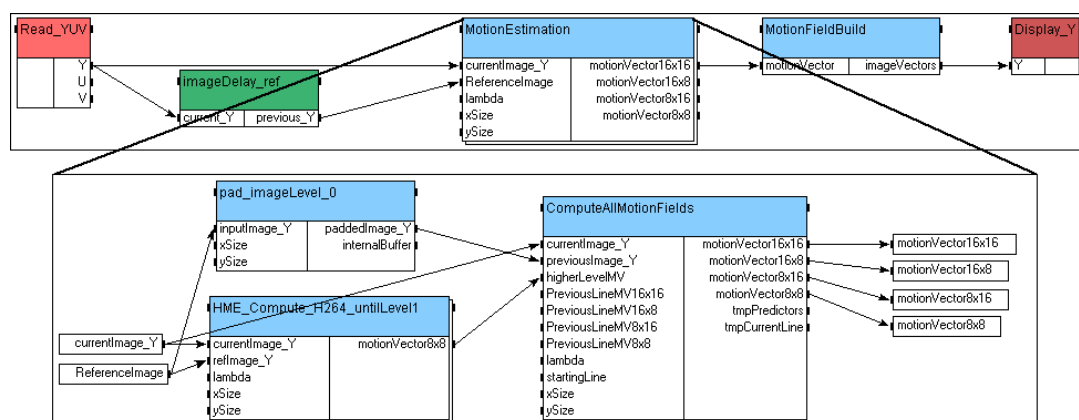 Read_YUV
Y
U
V
imageDelay_ref
current_Y previous_Y
MotionEstimation
currentImage_Y motionVector16x16
ReferenceImage motionVector16x8
lambda motionVector8x16
xSize motionVector8x8
ySize
MotionFieldBuild
motionVector imageVectors
Display_Y
Y
pad_imageLevel_0
inputImage_Y paddedImage_Y
xSize internalBuffer
ySize
HME_Compute_H264_untilLevel1
currentImage_Y motionVector8x8
refImage_Y
lambda
xSize
ySize
currentImage_Y
ReferenceImage
ComputeAllMotionFields
currentImage_Y motionVector16x16
previousImage_Y motionVector16x8
higherLevelMV motionVector8x16
PreviousLineMV16x16 motionVector8x8
PreviousLineMV16x8 tmpPredictors
PreviousLineMV8x16 tmpCurrentLine
PreviousLineMV8x8
lambda
startingLine
xSize
ySize
motionVector16x16
motionVector16x8
motionVector8x16
motionVector8x8